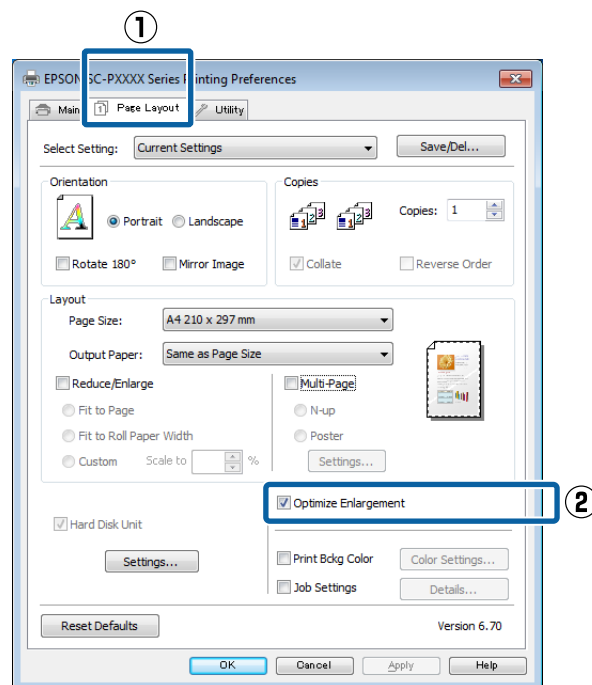 ①
EPSON SC-PXXXX Series Printing Preferences
Main Page Layout Utility
Select Setting: Current Settings Save/Del...
Orientation
Portrait Landscape
Rotate 180° Mirror Image
Copies
Copies: 1
Collate Reverse Order
Layout
Page Size: A4 210 x 297 mm
Output Paper: Same as Page Size
Reduce/Enlarge
Fit to Page
Fit to Roll Paper Width
Custom Scale to %
Multi-Page
N-up
Poster
Settings...
Optimize Enlargement ②
Hard Disk Unit
Settings...
Print Bckg Color Color Settings...
Job Settings Details...
Reset Defaults Version 6.70
OK Cancel Apply Help